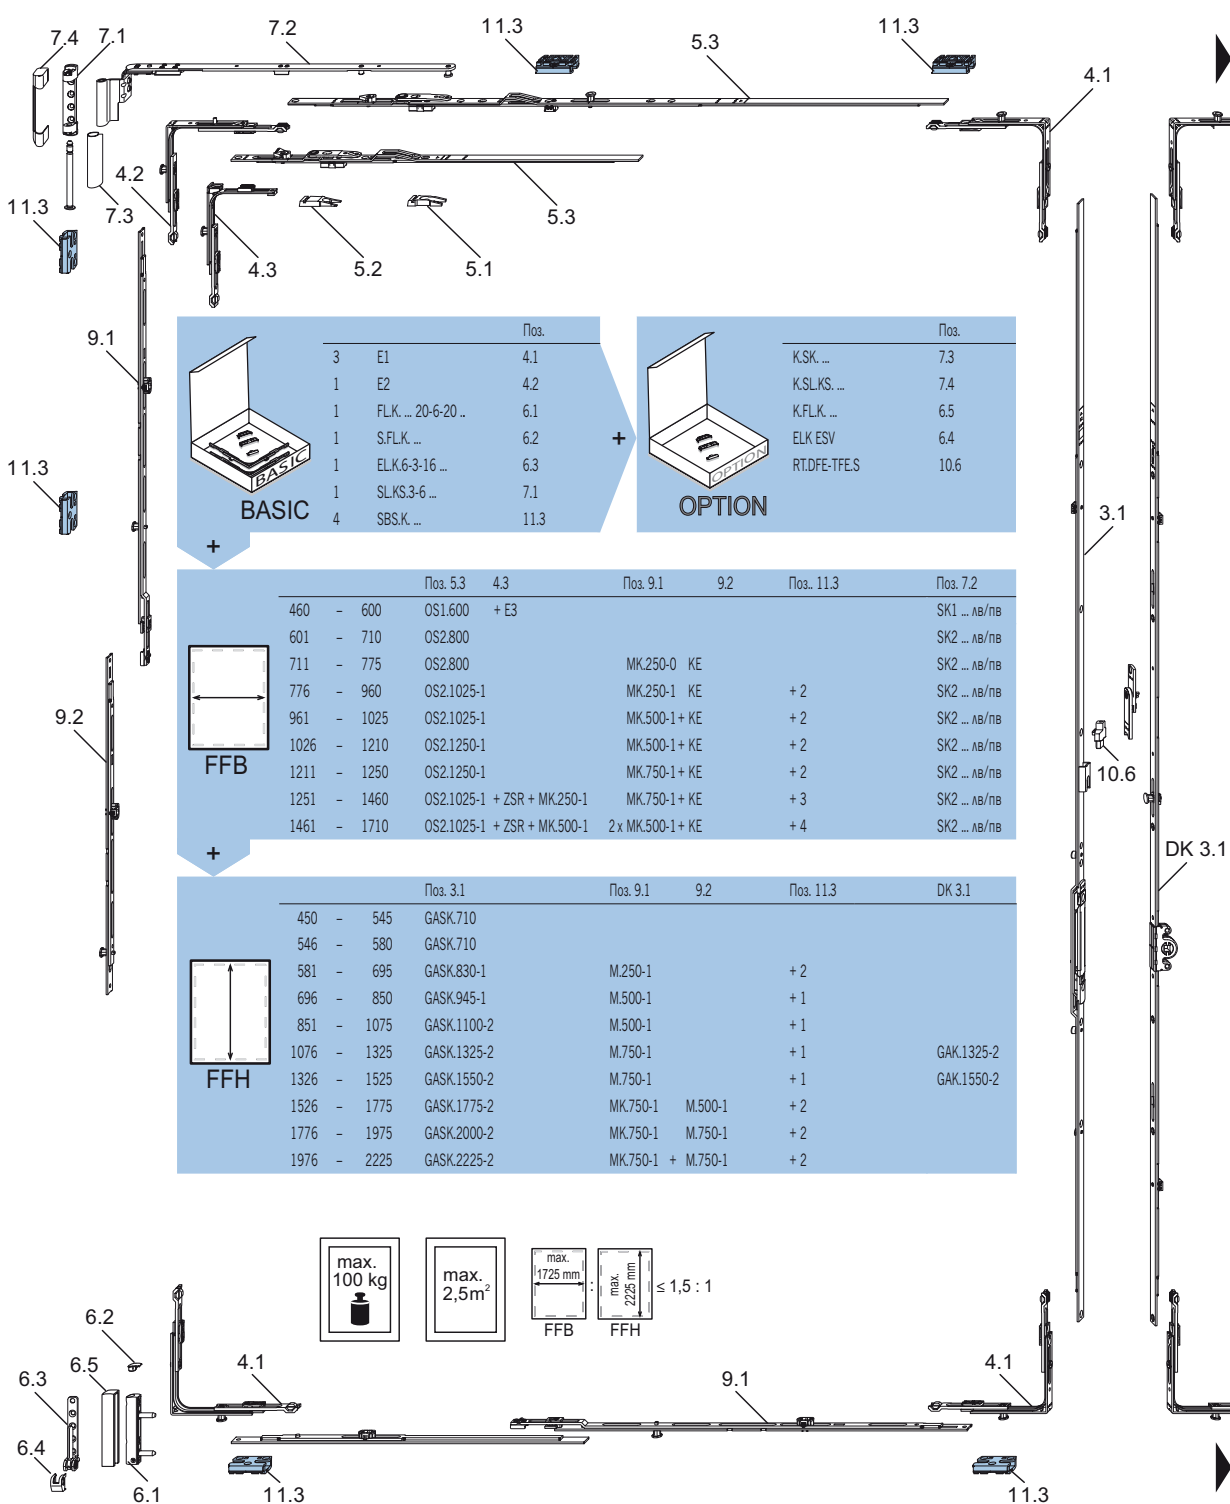 7.4 7.1 7.2 11.3 5.3 11.3 4.1
4.2 7.3 5.3
11.3 4.3 5.2 5.1
9.1
11.3
9.2
Поз.
3 E1 4.1
1 E2 4.2
1 FL.K. ... 20-6-20 .. 6.1
1 S.FL.K. ... 6.2
1 EL.K.6-3-16 ... 6.3
1 SL.KS.3-6 ... 7.1
4 SBS.K. ... 11.3
BASIC
BASIC
+
Поз.
K.SK. ... 7.3
K.SL.KS. ... 7.4
K.FL.K. ... 6.5
ELK ESV 6.4
RT.DFE-TFE.S 10.6
OPTION
OPTION
+
Поз. 5.3 4.3 Поз. 9.1 9.2 Поз.. 11.3 Поз. 7.2
460 – 600 OS1.600 + E3 SK1 ... лв/пв
601 – 710 OS2.800 SK2 ... лв/пв
711 – 775 OS2.800 MK.250-0 KE SK2 ... лв/пв
776 – 960 OS2.1025-1 MK.250-1 KE + 2 SK2 ... лв/пв
961 – 1025 OS2.1025-1 MK.500-1 + KE + 2 SK2 ... лв/пв
1026 – 1210 OS2.1250-1 MK.500-1 + KE + 2 SK2 ... лв/пв
1211 – 1250 OS2.1250-1 MK.750-1 + KE + 2 SK2 ... лв/пв
1251 – 1460 OS2.1025-1 + ZSR + MK.250-1 MK.750-1 + KE + 3 SK2 ... лв/пв
1461 – 1710 OS2.1025-1 + ZSR + MK.500-1 2 x MK.500-1 + KE + 4 SK2 ... лв/пв
FFB
+
Поз. 3.1 Поз. 9.1 9.2 Поз. 11.3 DK 3.1
450 – 545 GASK.710
546 – 580 GASK.710
581 – 695 GASK.830-1 M.250-1 + 2
696 – 850 GASK.945-1 M.500-1 + 1
851 – 1075 GASK.1100-2 M.500-1 + 1
1076 – 1325 GASK.1325-2 M.750-1 + 1 GAK.1325-2
1326 – 1525 GASK.1550-2 M.750-1 + 1 GAK.1550-2
1526 – 1775 GASK.1775-2 MK.750-1 M.500-1 + 2
1776 – 1975 GASK.2000-2 MK.750-1 M.750-1 + 2
1976 – 2225 GASK.2225-2 MK.750-1 + M.750-1 + 2
FFH
3.1
10.6
DK 3.1
max.
100 kg
max.
2,5m²
max.
1725 mm
FFB
:
max.
2225 mm
FFH
≤ 1,5 : 1
6.2
6.5
6.3
6.4
6.1
4.1 9.1 4.1
11.3 11.3